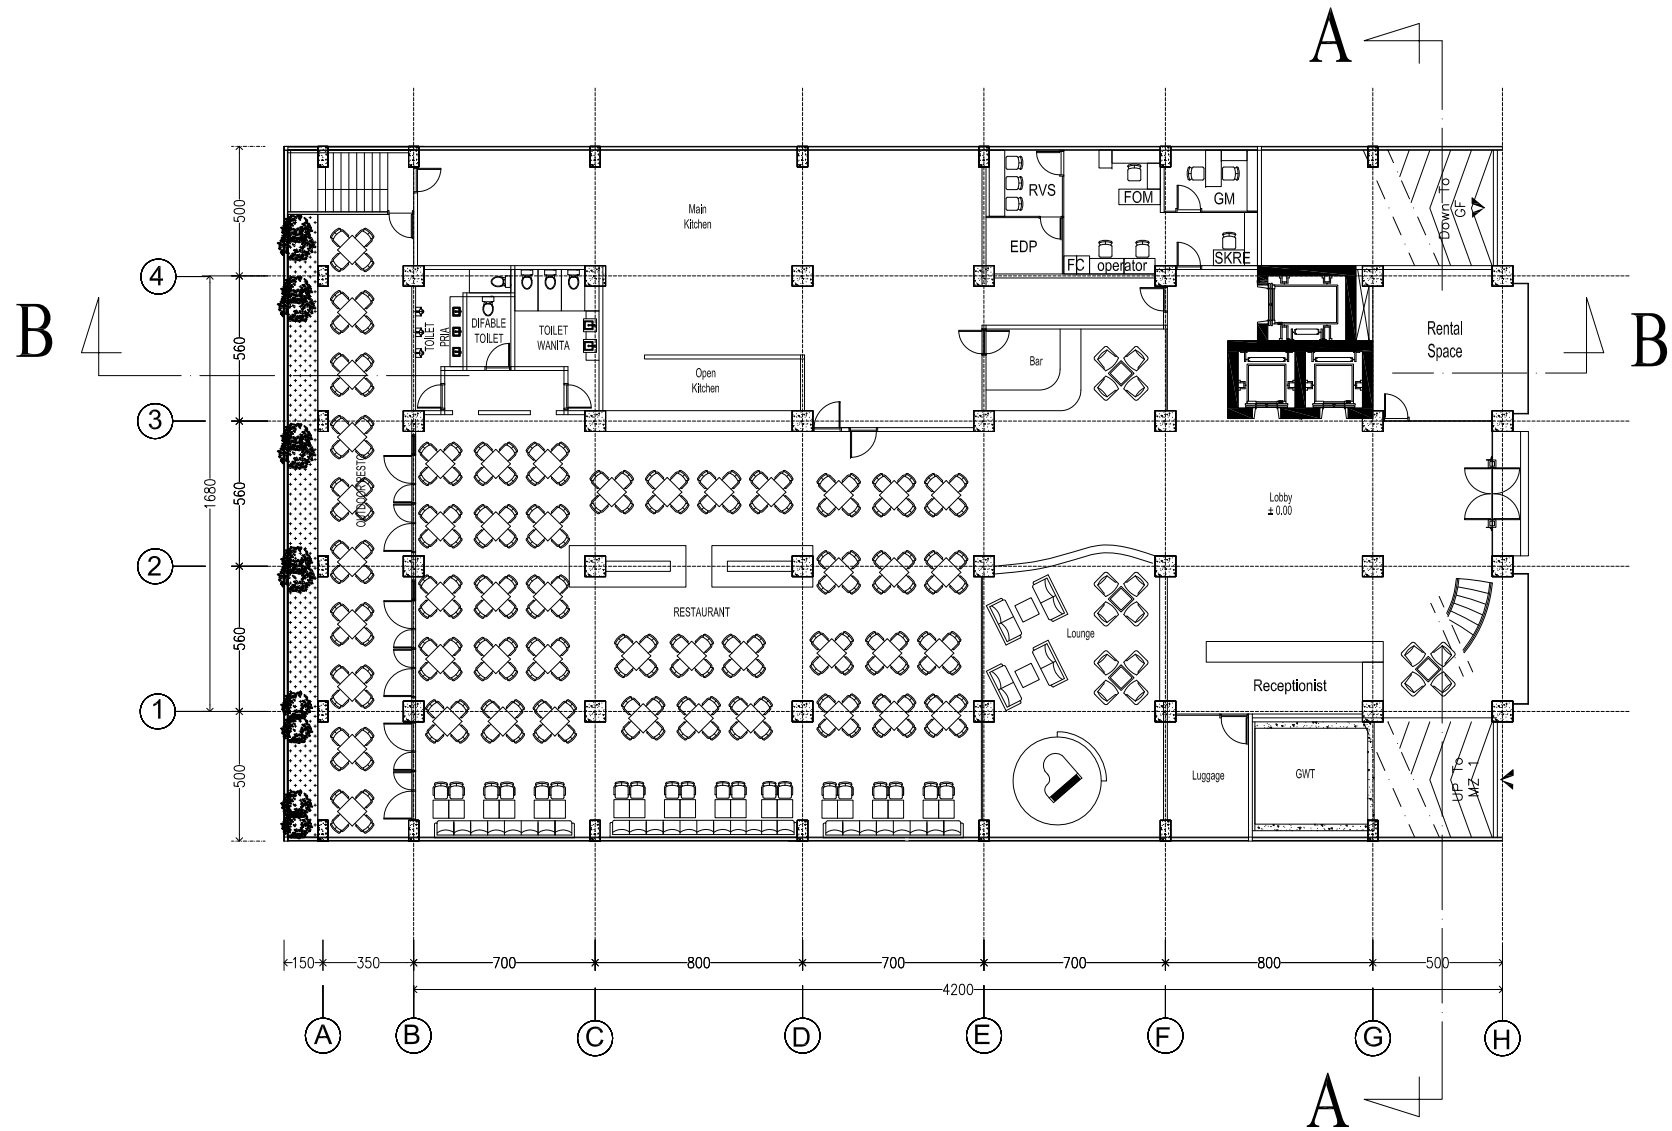 A
500
Main
Kitchen
RVS
FOM
GM
Down To
GF
EDP
FC
operator
SKRE
4
B
560
TOILET
PRIA
DIFABLE
TOILET
TOILET
WANITA
Open
Kitchen
Bar
Rental
Space
B
3
1680
560
OUTDOOR RESTO
Lobby
± 0.00
2
560
RESTAURANT
Lounge
Receptionist
1
500
Luggage
GWT
UP To
MZ 1
150
350
700
800
700
700
800
500
4200
A
B
C
D
E
F
G
H
A